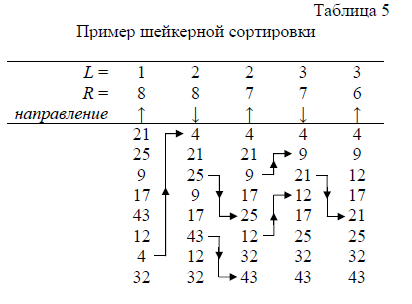 Таблица 5
Пример шейкерной сортировки
L = 1 2 2 3 3
R = 8 8 7 7 6
направление ↑ ↓ ↑ ↓ ↑
21 4 4 4 4
25 21 21 9 9
9 25 9 21 12
17 9 17 12 17
43 17 25 17 21
12 43 12 25 25
4 12 32 32 32
32 32 43 43 43